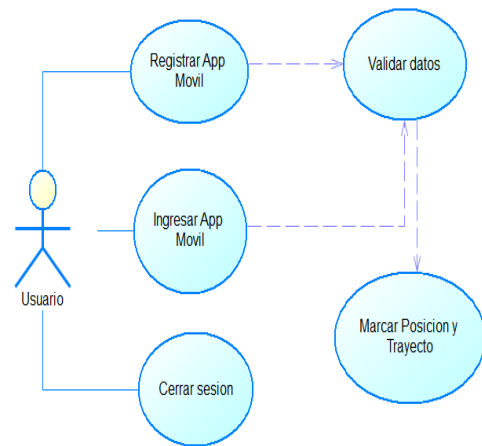 Registrar App
Movil
Validar datos
Ingresar App
Movil
Usuario
Marcar Posicion y
Trayecto
Cerrar sesion